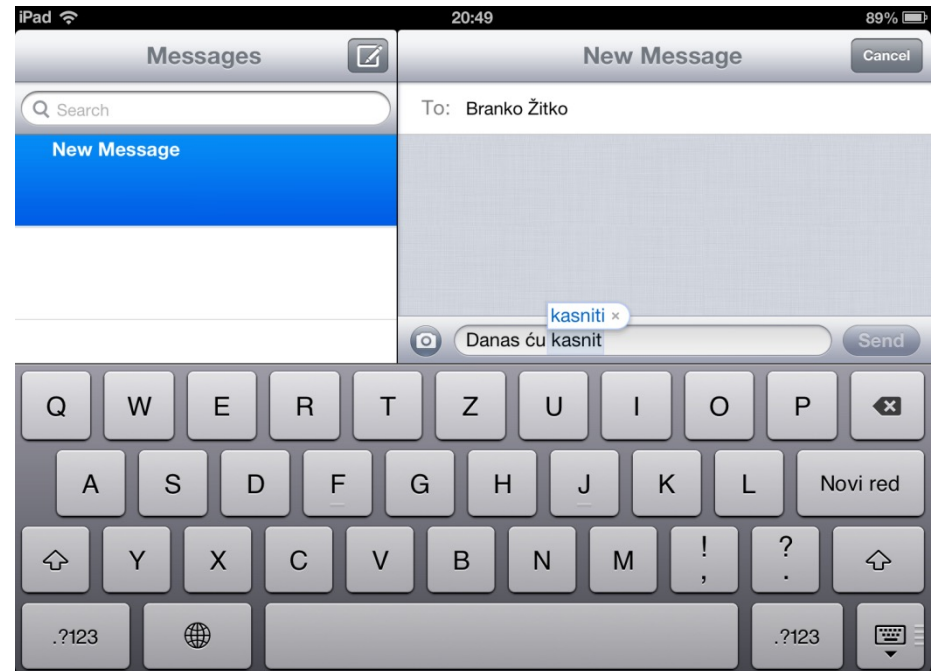 iPad 20:49 89%
Messages New Message Cancel
Search
To: Branko Žitko
New Message
kasniti ×
Danas ću kasnit Send
Q W E R T Z U I O P
A S D F G H J K L Novi red
Y X C V B N M ! , ? .
.?123 .?123